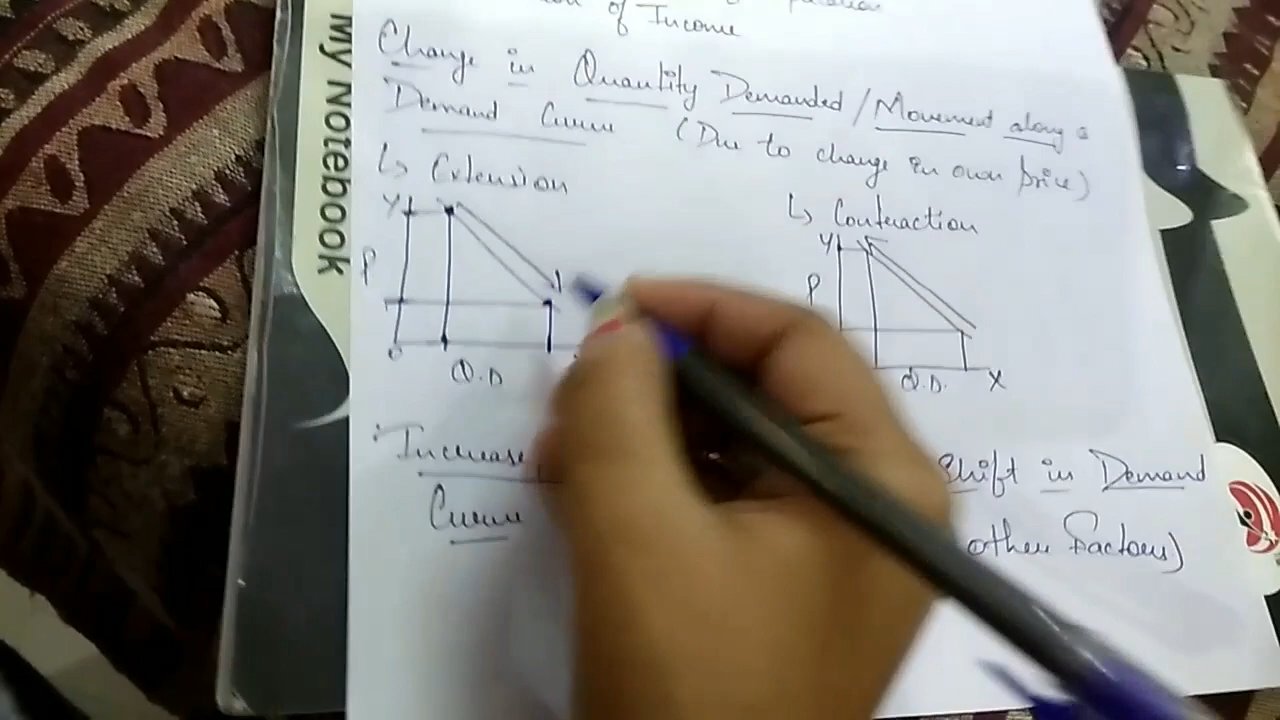 of Income
Change in Quantity Demanded / Movement along a
Demand Curve (Due to change in own price)
↳ Extension
↳ Contraction
Y
P
O
Q.D
Y
P
Q.D.
X
Increase
Shift in Demand
Curve
other Factors)
My Notebook